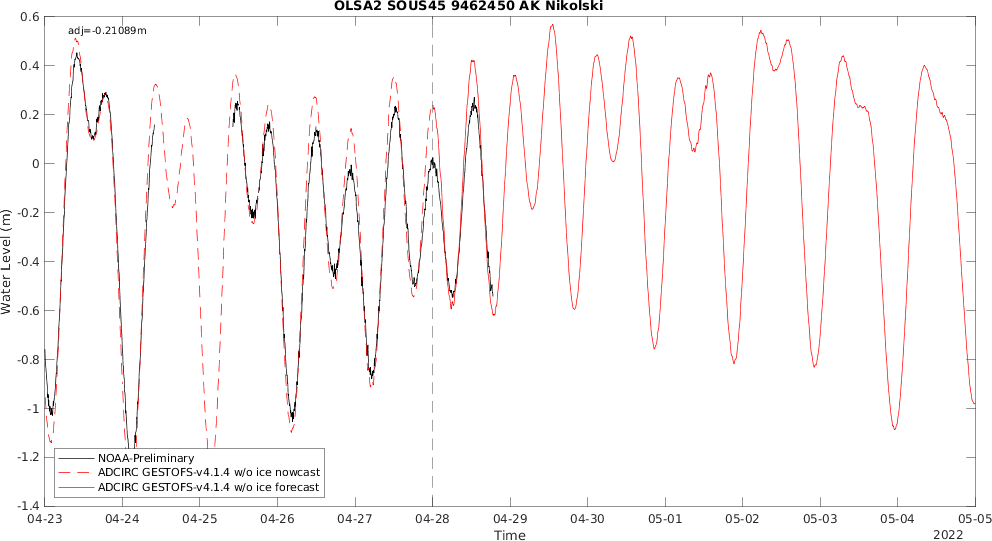 OLSA2 SOUS45 9462450 AK Nikolski
adj=-0.21089m
0.6
0.4
0.2
0
-0.2
-0.4
-0.6
-0.8
-1
-1.2
-1.4
Water Level (m)
NOAA-Preliminary
ADCIRC GESTOFS-v4.1.4 w/o ice nowcast
ADCIRC GESTOFS-v4.1.4 w/o ice forecast
04-23 04-24 04-25 04-26 04-27 04-28 04-29 04-30 05-01 05-02 05-03 05-04 05-05
Time
2022